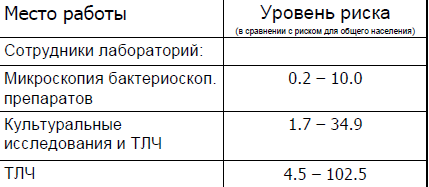 Место работы
Уровень риска
(в сравнении с риском для общего населения)
Сотрудники лабораторий:
Микроскопия бактериоскоп.
препаратов
0.2 – 10.0
Культуральные
исследования и ТЛЧ
1.7 – 34.9
ТЛЧ
4.5 – 102.5